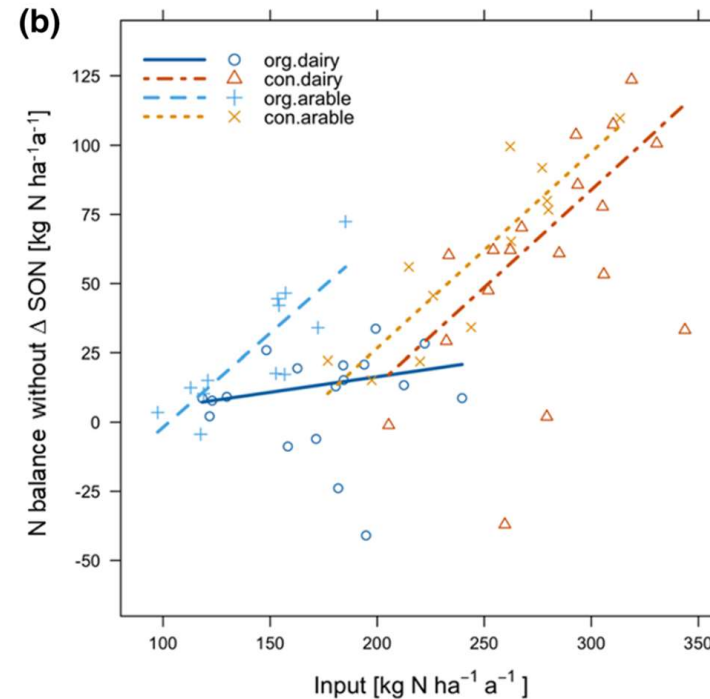 (b)
org.dairy
con.dairy
org.arable
con.arable
N balance without Δ SON [kg N ha⁻¹a⁻¹]
125
100
75
50
25
0
-25
-50
100 150 200 250 300 350
Input [kg N ha⁻¹ a⁻¹ ]